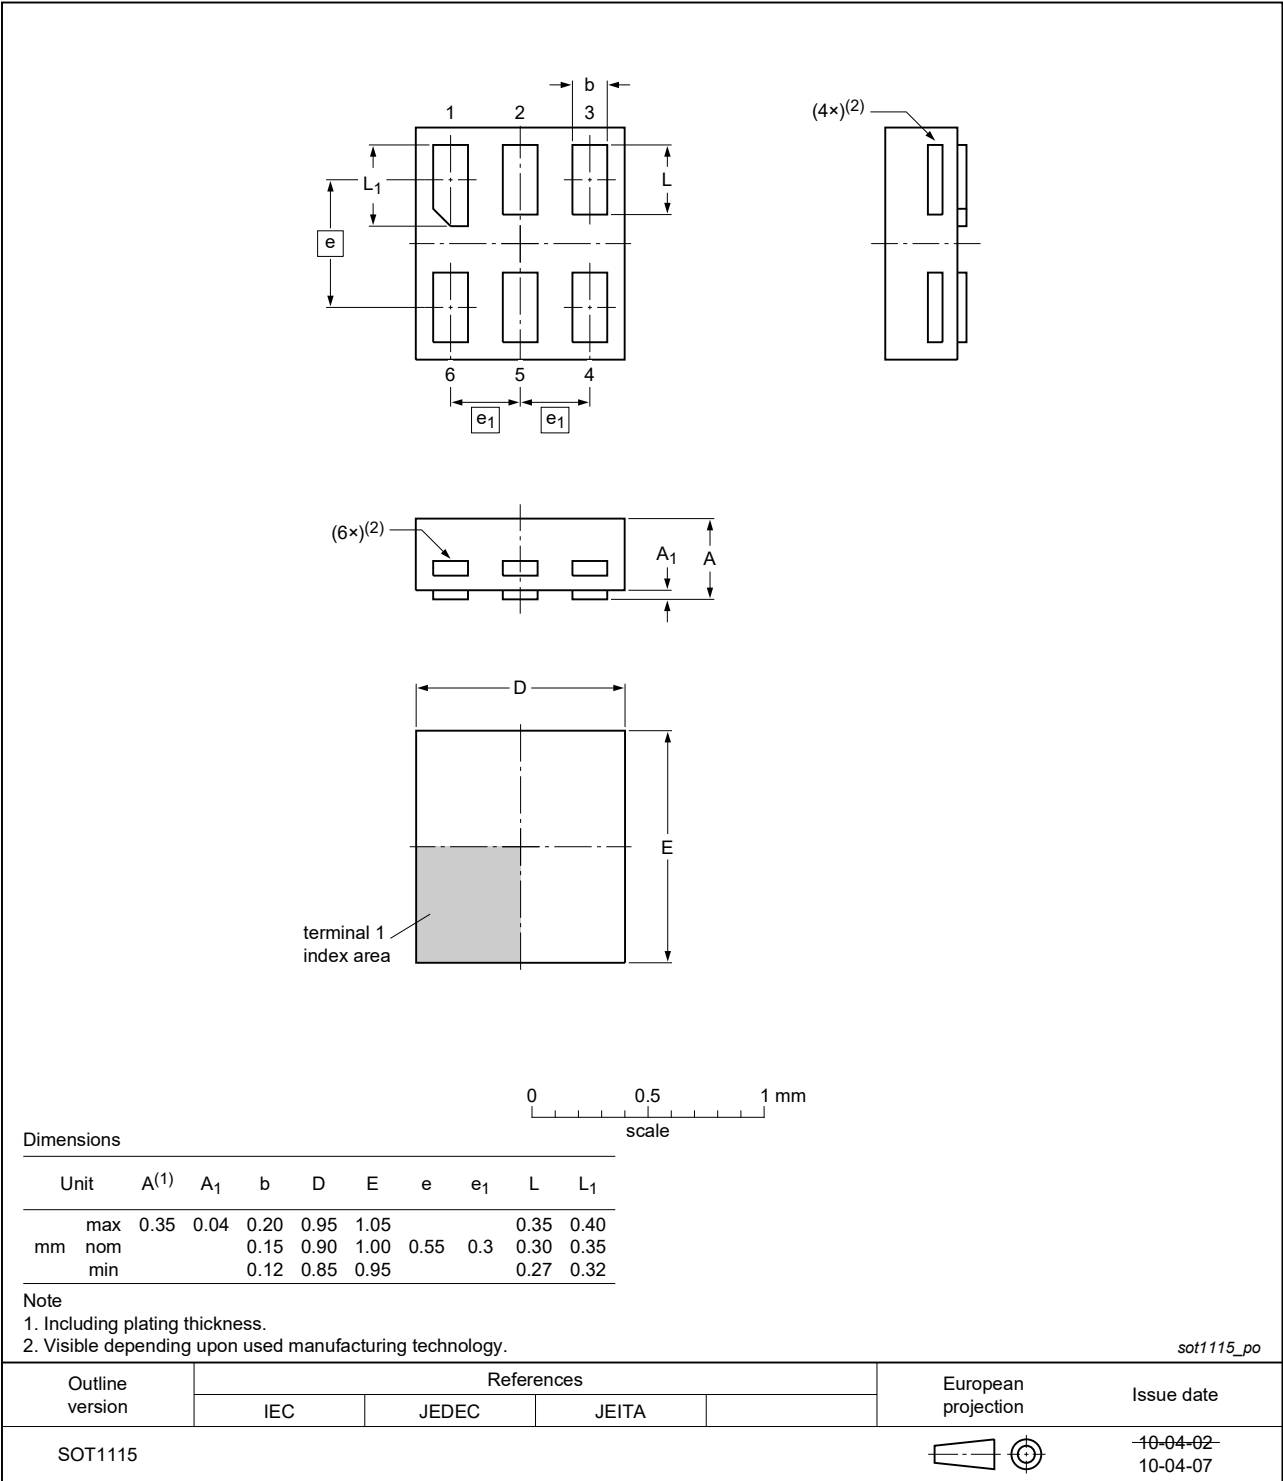 b
1 2 3
(4×)(2)
L1
L
e
6 5 4
e1 e1
(6×)(2)
A1 A
D
E
terminal 1
index area
0 0.5 1 mm
scale
Dimensions
Unit A(1) A1 b D E e e1 L L1
max 0.35 0.04 0.20 0.95 1.05 0.35 0.40
mm nom 0.15 0.90 1.00 0.55 0.3 0.30 0.35
min 0.12 0.85 0.95 0.27 0.32
Note
1. Including plating thickness.
2. Visible depending upon used manufacturing technology.
sot1115_po
Outline version References European projection Issue date
IEC JEDEC JEITA
SOT1115
10-04-02
10-04-07